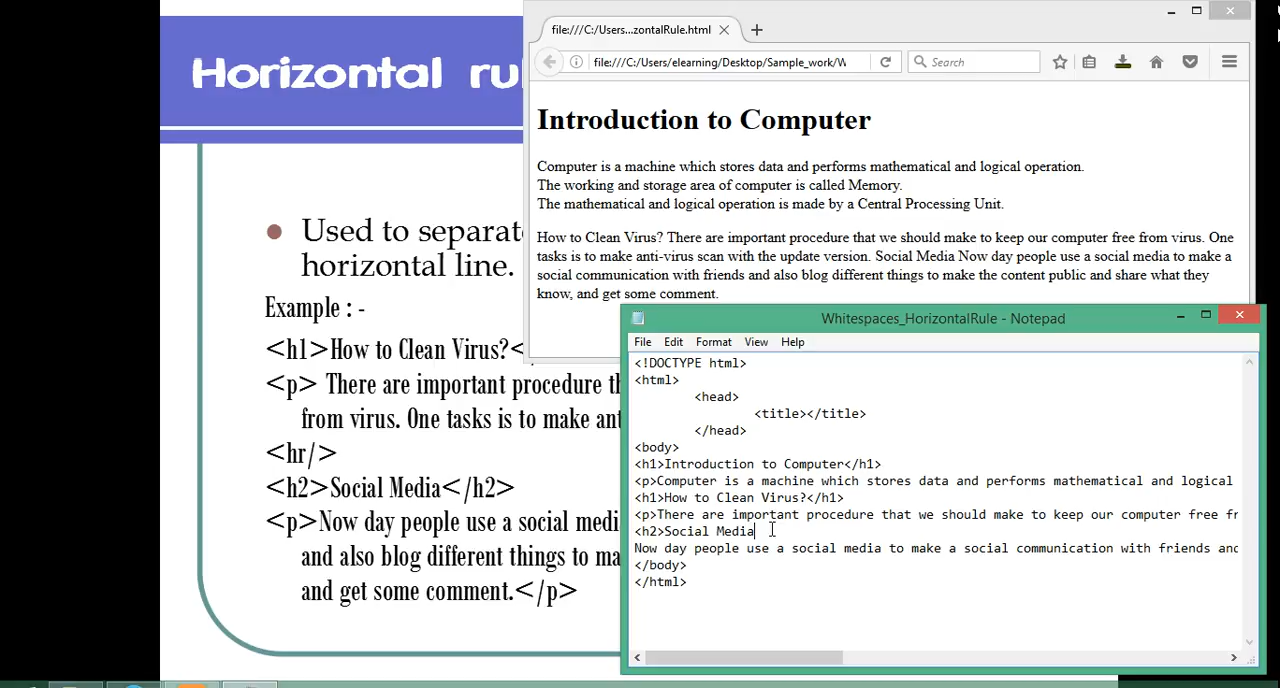 Horizontal ru
Used to separate
horizontal line.
Example : -
<h1>How to Clean Virus?<
<p> There are important procedure th
from virus. One tasks is to make ant
<hr/>
<h2>Social Media</h2>
<p>Now day people use a social medi
and also blog different things to ma
and get some comment.</p>
file:///C:/Users...zontalRule.html
file:///C:/Users/elearning/Desktop/Sample_work/W
Search
Introduction to Computer
Computer is a machine which stores data and performs mathematical and logical operation.
The working and storage area of computer is called Memory.
The mathematical and logical operation is made by a Central Processing Unit.
How to Clean Virus? There are important procedure that we should make to keep our computer free from virus. One
tasks is to make anti-virus scan with the update version. Social Media Now day people use a social media to make a
social communication with friends and also blog different things to make the content public and share what they
know, and get some comment.
Whitespaces_HorizontalRule - Notepad
File Edit Format View Help
<!DOCTYPE html>
<html>
<head>
<title></title>
</head>
<body>
<h1>Introduction to Computer</h1>
<p>Computer is a machine which stores data and performs mathematical and logical
<h1>How to Clean Virus?</h1>
<p>There are important procedure that we should make to keep our computer free fr
<h2>Social Media
Now day people use a social media to make a social communication with friends and
</body>
</html>